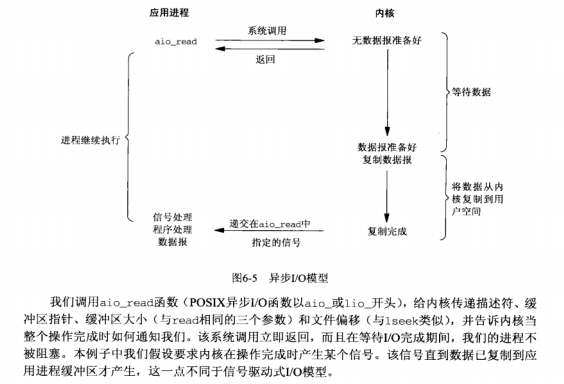 应用进程 内核
系统调用
aio_read 无数据报准备好
返回
等待数据
进程继续执行
数据报准备好
复制数据报
将数据从内
核复制到用
户空间
信号处理 递交在aio_read中
程序处理 复制完成
数据报 指定的信号
图6-5 异步I/O模型
我们调用aio_read函数（POSIX异步I/O函数以aio_或lio_开头），给内核传递描述符、缓
冲区指针、缓冲区大小（与read相同的三个参数）和文件偏移（与lseek类似），并告诉内核当
整个操作完成时如何通知我们。该系统调用立即返回，而且在等待I/O完成期间，我们的进程不
被阻塞。本例子中我们假设要求内核在操作完成时产生某个信号。该信号直到数据已复制到应
用进程缓冲区才产生，这一点不同于信号驱动式I/O模型。